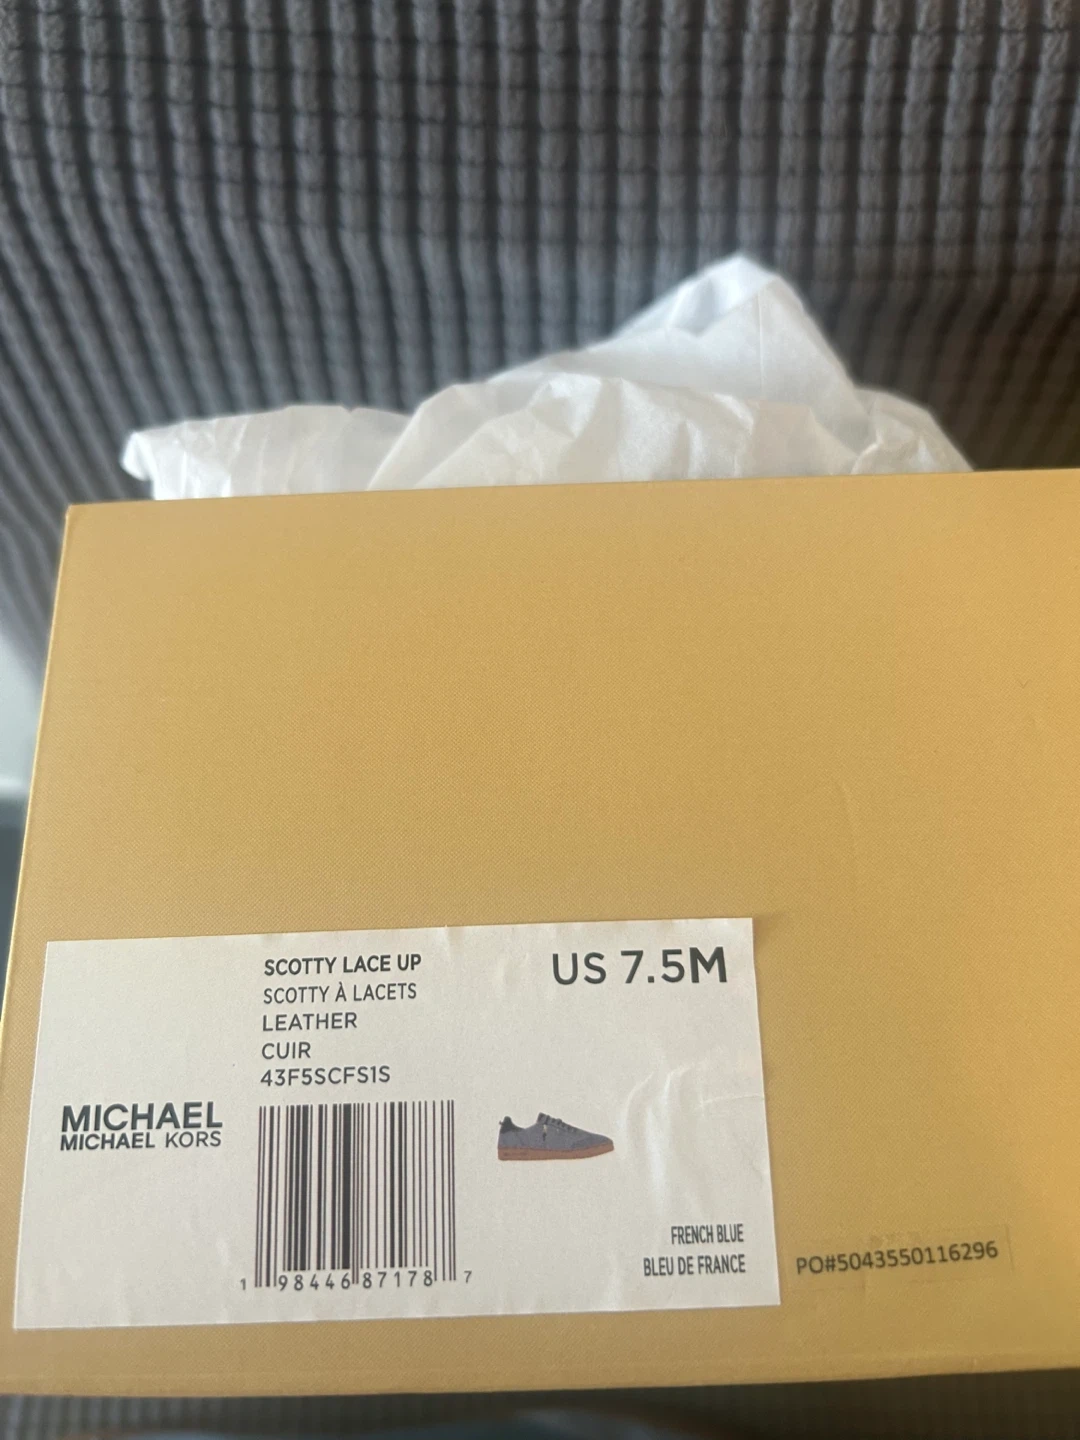 SCOTTY LACE UP
SCOTTY À LACETS
LEATHER
CUIR
43F5SCFS1S
US 7.5M
MICHAEL
MICHAEL KORS
1 98446 87178 7
FRENCH BLUE
BLEU DE FRANCE
PO#5043550116296